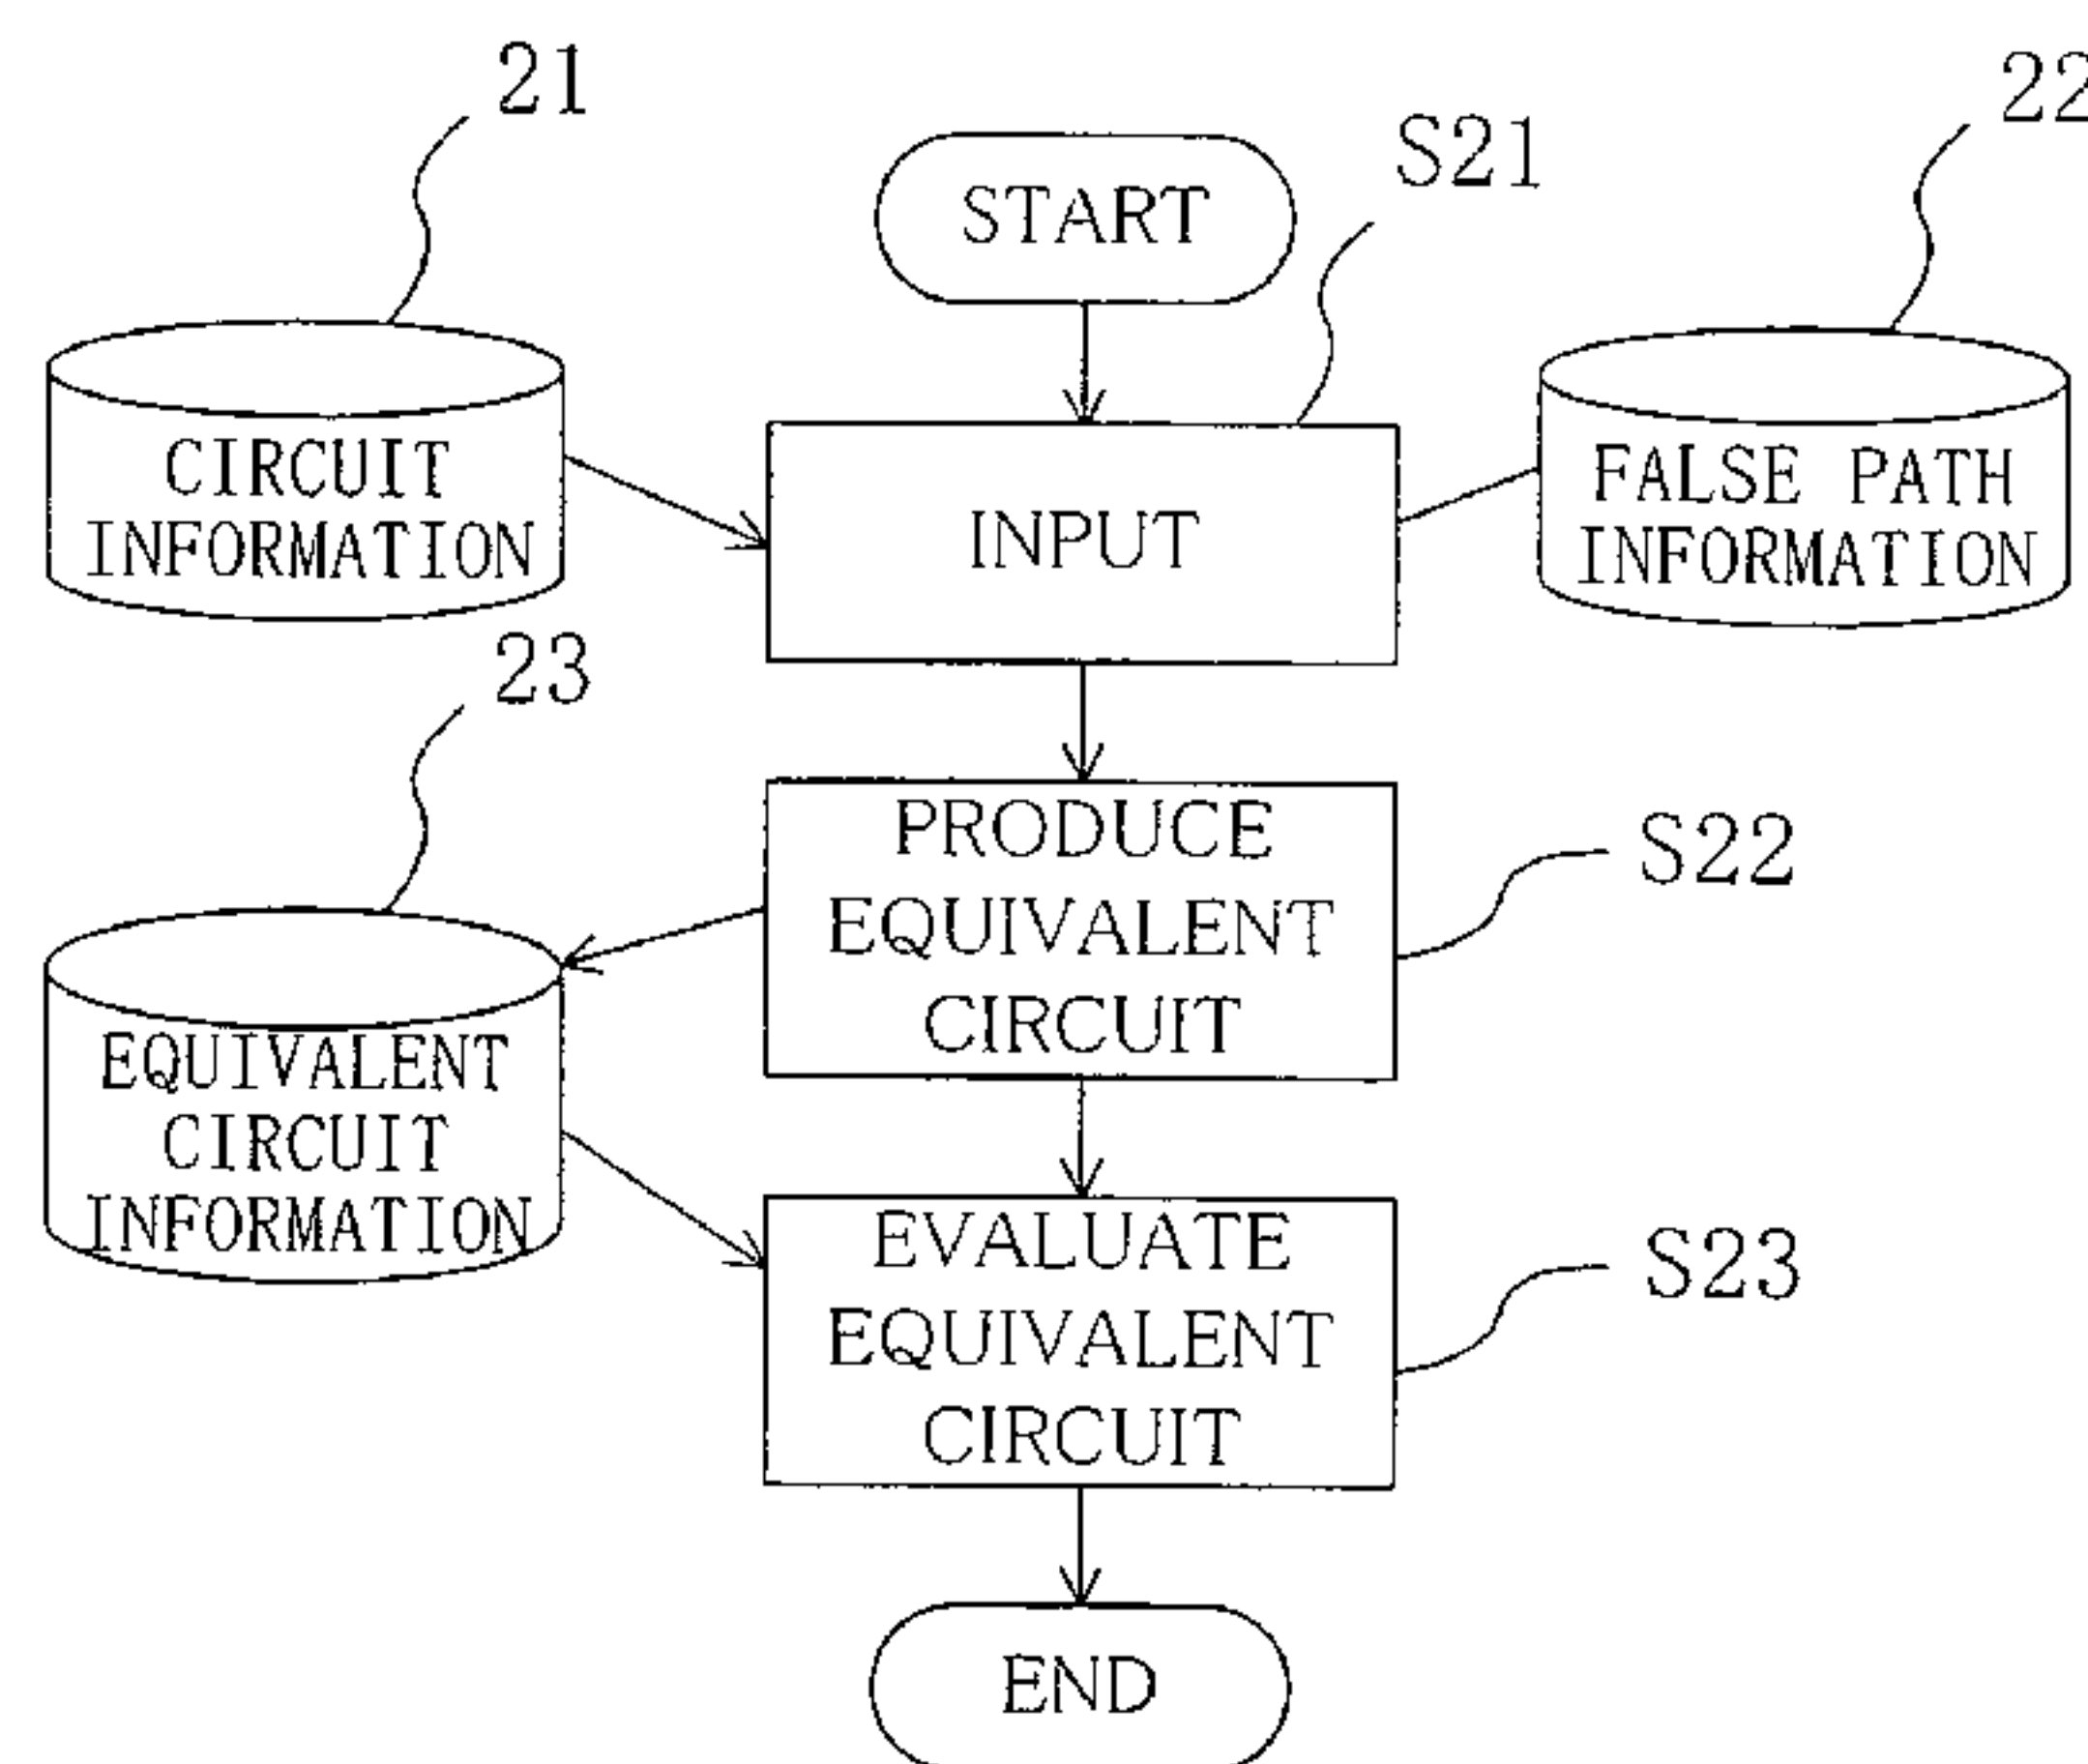 21
22
S21
START
CIRCUIT
INFORMATION
INPUT
FALSE PATH
INFORMATION
23
PRODUCE
EQUIVALENT
CIRCUIT
S22
EQUIVALENT
CIRCUIT
INFORMATION
EVALUATE
EQUIVALENT
CIRCUIT
S23
END